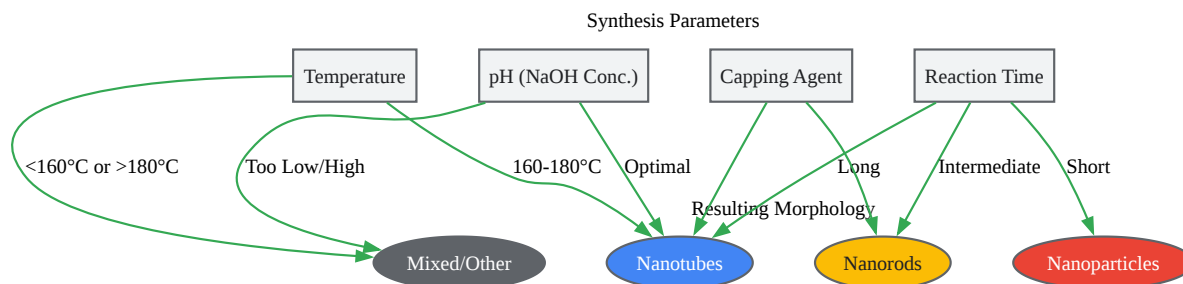 Synthesis Parameters
Temperature
pH (NaOH Conc.)
Capping Agent
Reaction Time
<160°C or >180°C
Too Low/High
160-180°C
Optimal
Long
Intermediate
Short
Resulting Morphology
Mixed/Other
Nanotubes
Nanorods
Nanoparticles